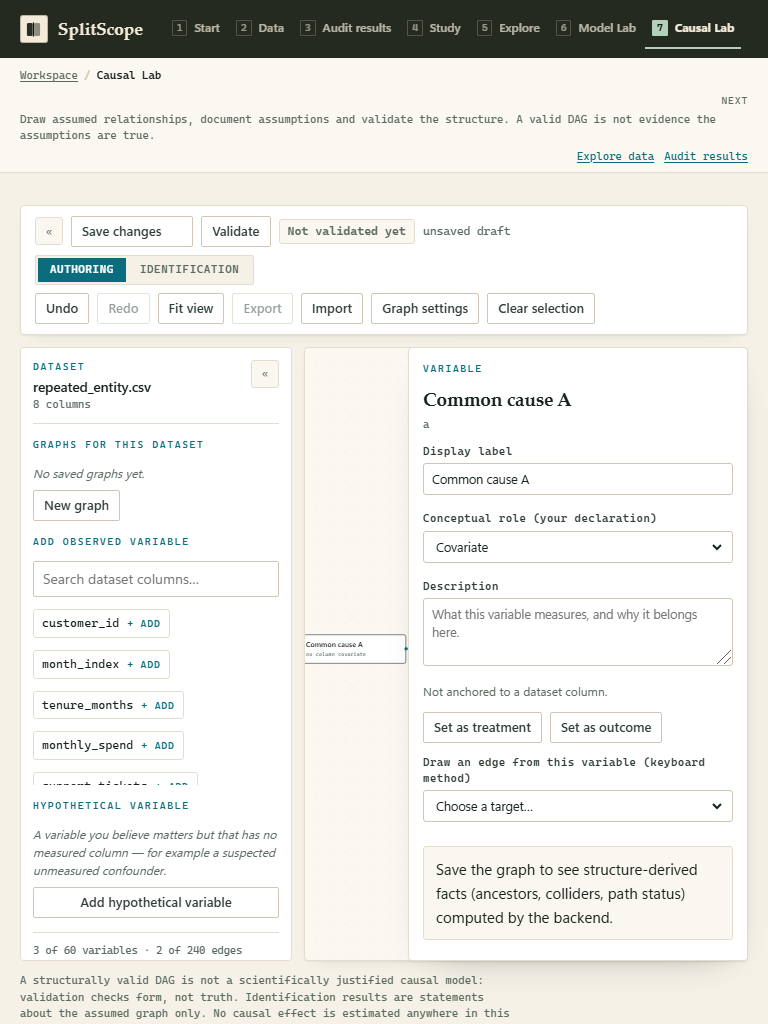 SplitScope
1 Start
2 Data
3 Audit results
4 Study
5 Explore
6 Model Lab
7 Causal Lab
Workspace / Causal Lab
NEXT
Draw assumed relationships, document assumptions and validate the structure. A valid DAG is not evidence the
assumptions are true.
Explore data Audit results
« Save changes Validate Not validated yet unsaved draft
AUTHORING IDENTIFICATION
Undo Redo Fit view Export Import Graph settings Clear selection
DATASET
«
repeated_entity.csv
8 columns
GRAPHS FOR THIS DATASET
No saved graphs yet.
New graph
ADD OBSERVED VARIABLE
Search dataset columns…
customer_id + ADD
month_index + ADD
tenure_months + ADD
monthly_spend + ADD
support_tickets + ADD
HYPOTHETICAL VARIABLE
A variable you believe matters but that has no
measured column — for example a suspected
unmeasured confounder.
Add hypothetical variable
3 of 60 variables · 2 of 240 edges
Common cause A
no column covariate
VARIABLE
Common cause A
a
Display label
Common cause A
Conceptual role (your declaration)
Covariate
Description
What this variable measures, and why it belongs
here.
Not anchored to a dataset column.
Set as treatment Set as outcome
Draw an edge from this variable (keyboard
method)
Choose a target…
Save the graph to see structure-derived
facts (ancestors, colliders, path status)
computed by the backend.
A structurally valid DAG is not a scientifically justified causal model:
validation checks form, not truth. Identification results are statements
about the assumed graph only. No causal effect is estimated anywhere in this